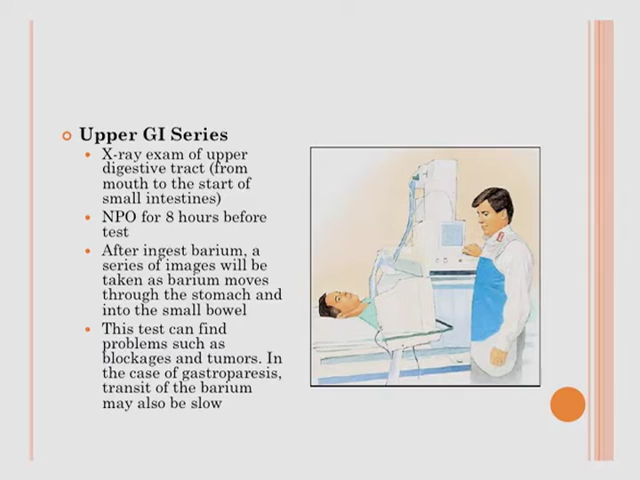 Upper GI Series
X-ray exam of upper
digestive tract (from
mouth to the start of
small intestines)
NPO for 8 hours before
test
After ingest barium, a
series of images will be
taken as barium moves
through the stomach and
into the small bowel
This test can find
problems such as
blockages and tumors. In
the case of gastroparesis,
transit of the barium
may also be slow